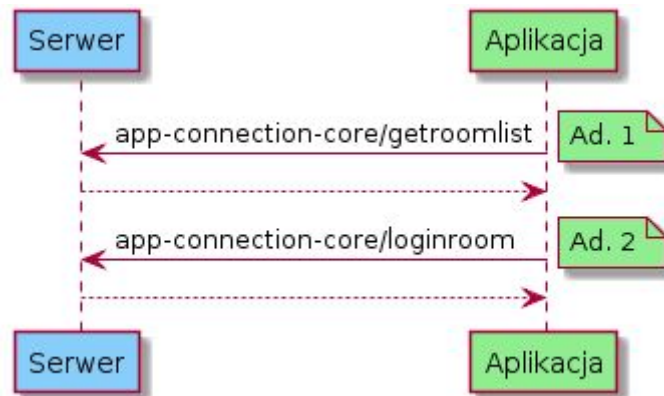 Serwer
Aplikacja
app-connection-core/getroomlist
Ad. 1
app-connection-core/loginroom
Ad. 2
Serwer
Aplikacja